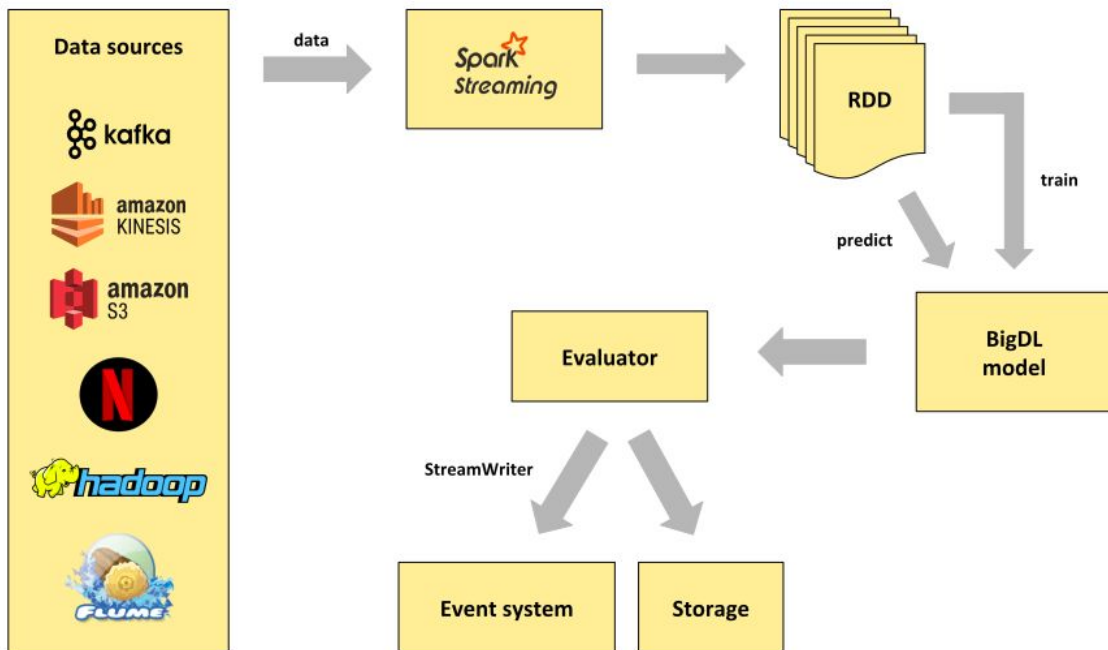 Data sources
data
Spark
Streaming
RDD
kafka
train
amazon
KINESIS
predict
amazon
S3
BigDL
model
Evaluator
N
hadoop
StreamWriter
FLUME
Event system
Storage